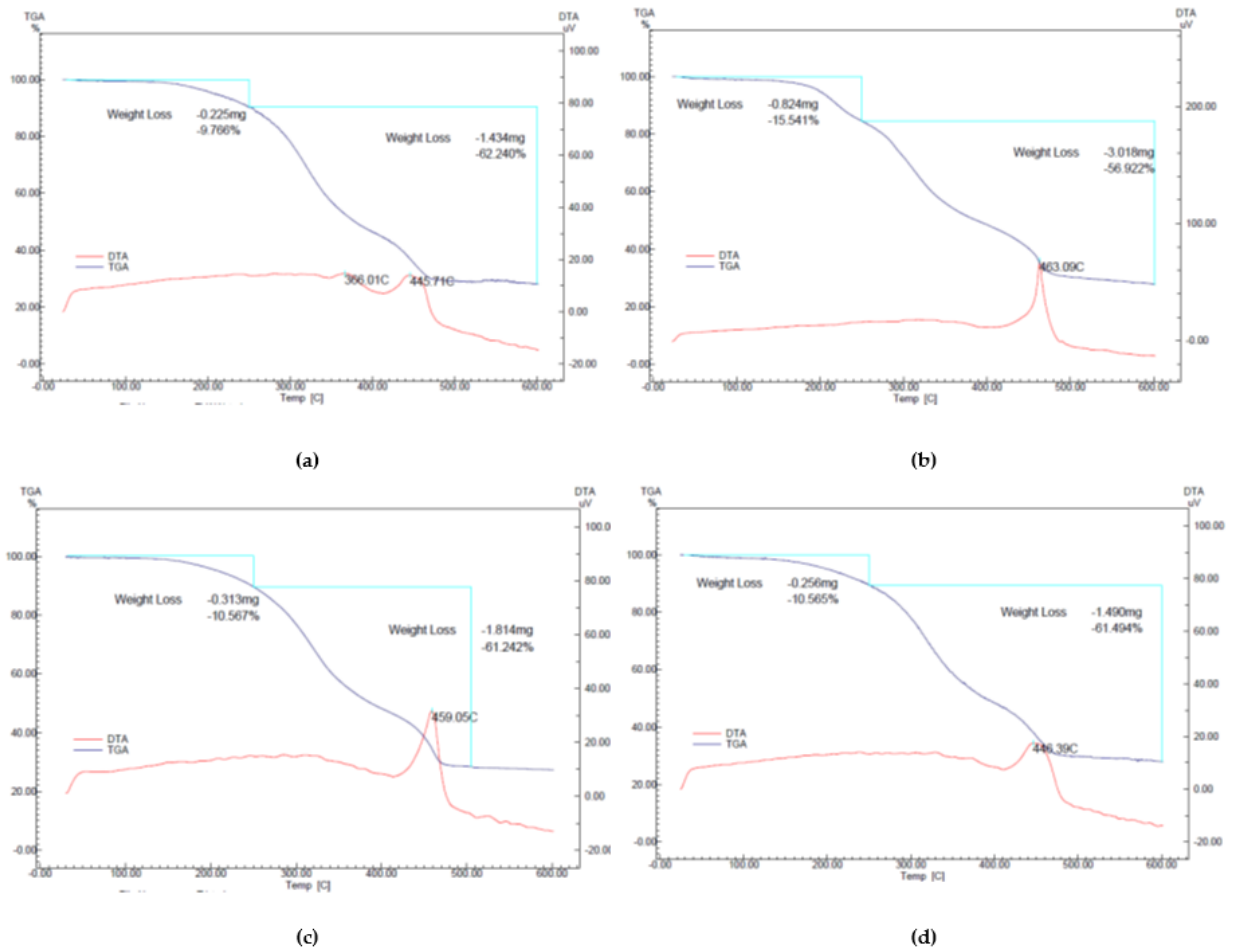 TGA
%
DTA
uV
100.00
80.00
60.00
40.00
20.00
-0.00
100.00
80.00
60.00
40.00
20.00
0.00
-20.00
Weight Loss -0.225mg
-9.766%
Weight Loss -1.434mg
-62.240%
DTA
TGA
366.01C
445.71C
-0.00 100.00 200.00 300.00 400.00 500.00 600.00
Temp [C]
(a)
TGA
%
DTA
uV
100.00
80.00
60.00
40.00
20.00
-0.00
200.00
100.00
-0.00
Weight Loss -0.824mg
-15.541%
Weight Loss -3.018mg
-56.922%
DTA
TGA
463.09C
-0.00 100.00 200.00 300.00 400.00 500.00 600.00
Temp [C]
(b)
TGA
%
DTA
uV
100.00
80.00
60.00
40.00
20.00
-0.00
100.0
80.00
60.00
40.00
20.00
0.00
-20.0
Weight Loss -0.313mg
-10.567%
Weight Loss -1.814mg
-61.242%
DTA
TGA
459.05C
-0.00 100.00 200.00 300.00 400.00 500.00 600.00
Temp [C]
(c)
TGA
%
DTA
uV
100.00
80.00
60.00
40.00
20.00
-0.00
100.00
80.00
60.00
40.00
20.00
0.00
-20.00
Weight Loss -0.256mg
-10.565%
Weight Loss -1.490mg
-61.494%
DTA
TGA
446.39C
-0.00 100.00 200.00 300.00 400.00 500.00 600.00
Temp [C]
(d)